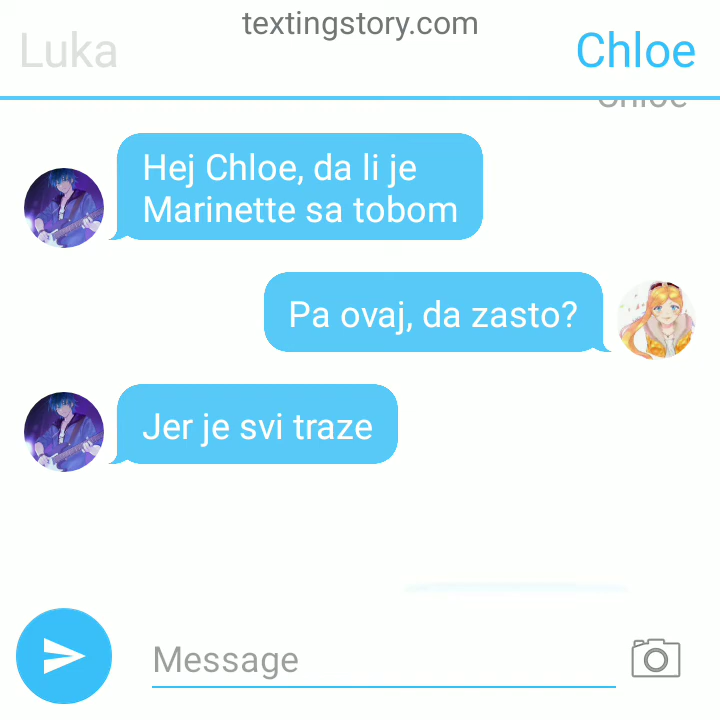 textingstory.com
Luka
Chloe
Hej Chloe, da li je
Marinette sa tobom
Pa ovaj, da zasto?
Jer je svi traze
Message